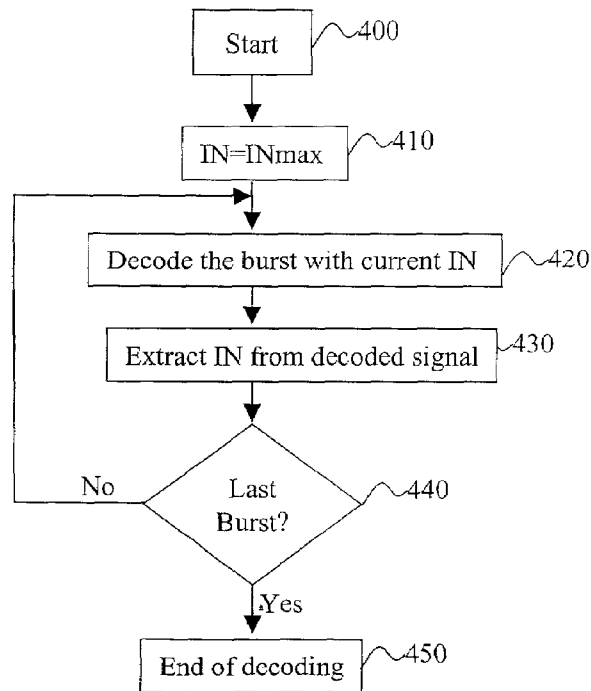 Start
400
IN=INmax
410
Decode the burst with current IN
420
Extract IN from decoded signal
430
Last
Burst?
440
No
Yes
End of decoding
450